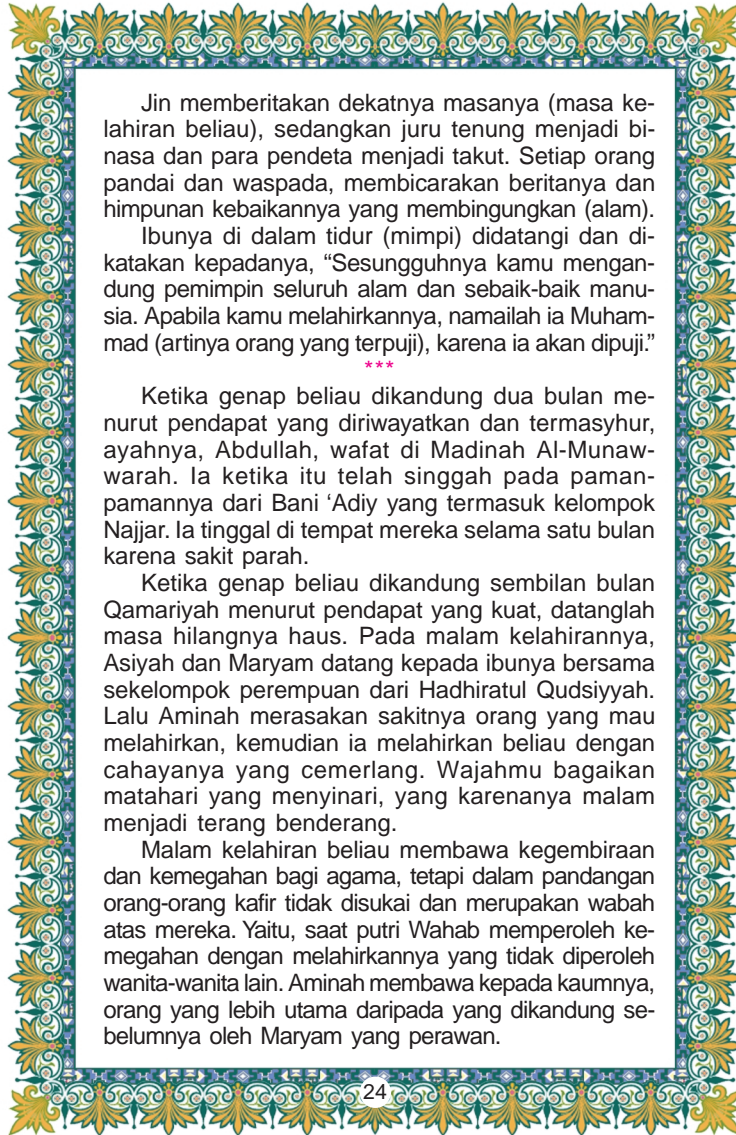 Jin memberitakan dekatnya masanya (masa ke-
lahiran beliau), sedangkan juru tenung menjadi bi-
nasa dan para pendeta menjadi takut. Setiap orang
pandai dan waspada, membicarakan beritanya dan
himpunan kebaikannya yang membingungkan (alam).
Ibunya di dalam tidur (mimpi) didatangi dan di-
katakan kepadanya, “Sesungguhnya kamu mengan-
dung pemimpin seluruh alam dan sebaik-baik manu-
sia. Apabila kamu melahirkannya, namailah ia Muham-
mad (artinya orang yang terpuji), karena ia akan dipuji.”
***
Ketika genap beliau dikandung dua bulan me-
nurut pendapat yang diriwayatkan dan termasyhur,
ayahnya, Abdullah, wafat di Madinah Al-Munaw-
warah. Ia ketika itu telah singgah pada paman-
pamannya dari Bani ‘Adiy yang termasuk kelompok
Najjar. Ia tinggal di tempat mereka selama satu bulan
karena sakit parah.
Ketika genap beliau dikandung sembilan bulan
Qamariyah menurut pendapat yang kuat, datanglah
masa hilangnya haus. Pada malam kelahirannya,
Asiyah dan Maryam datang kepada ibunya bersama
sekelompok perempuan dari Hadhiratul Qudsiyyah.
Lalu Aminah merasakan sakitnya orang yang mau
melahirkan, kemudian ia melahirkan beliau dengan
cahayanya yang cemerlang. Wajahmu bagaikan
matahari yang menyinari, yang karenanya malam
menjadi terang benderang.
Malam kelahiran beliau membawa kegembiraan
dan kemegahan bagi agama, tetapi dalam pandangan
orang-orang kafir tidak disukai dan merupakan wabah
atas mereka. Yaitu, saat putri Wahab memperoleh ke-
megahan dengan melahirkannya yang tidak diperoleh
wanita-wanita lain. Aminah membawa kepada kaumnya,
orang yang lebih utama daripada yang dikandung se-
belumnya oleh Maryam yang perawan.
24